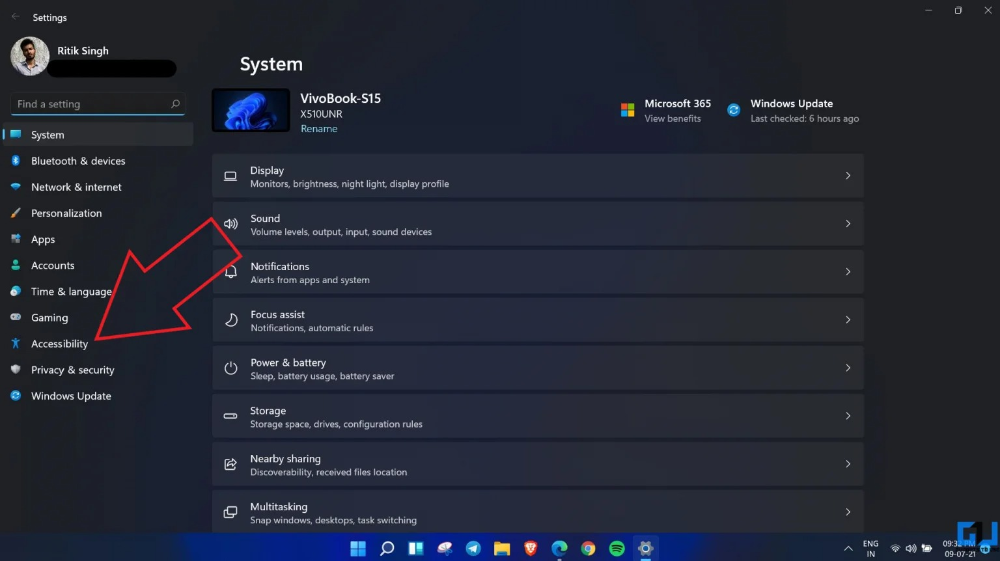 Settings
Ritik Singh
Find a setting
System
Bluetooth & devices
Network & internet
Personalization
Apps
Accounts
Time & language
Gaming
Accessibility
Privacy & security
Windows Update
System
VivoBook-S15
X510UNR
Rename
Microsoft 365
View benefits
Windows Update
Last checked: 6 hours ago
Display
Monitors, brightness, night light, display profile
Sound
Volume levels, output, input, sound devices
Notifications
Alerts from apps and system
Focus assist
Notifications, automatic rules
Power & battery
Sleep, battery usage, battery saver
Storage
Storage space, drives, configuration rules
Nearby sharing
Discoverability, received files location
Multitasking
Snap windows, desktops, task switching
ENG
IN
09:32 PM
09-07-21